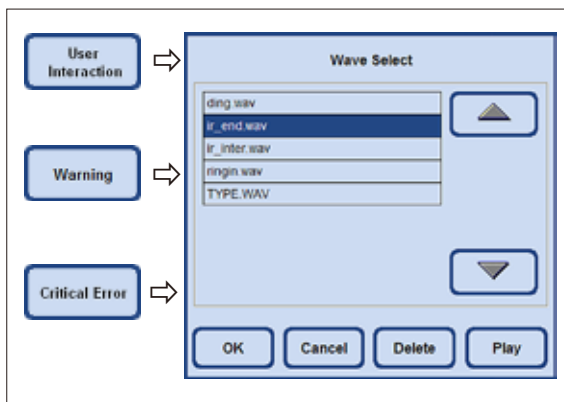 User
Interaction
Warning
Critical Error
Wave Select
ding.wav
ir_end.wav
ir_inter.wav
ringin.wav
TYPE.WAV
OK
Cancel
Delete
Play